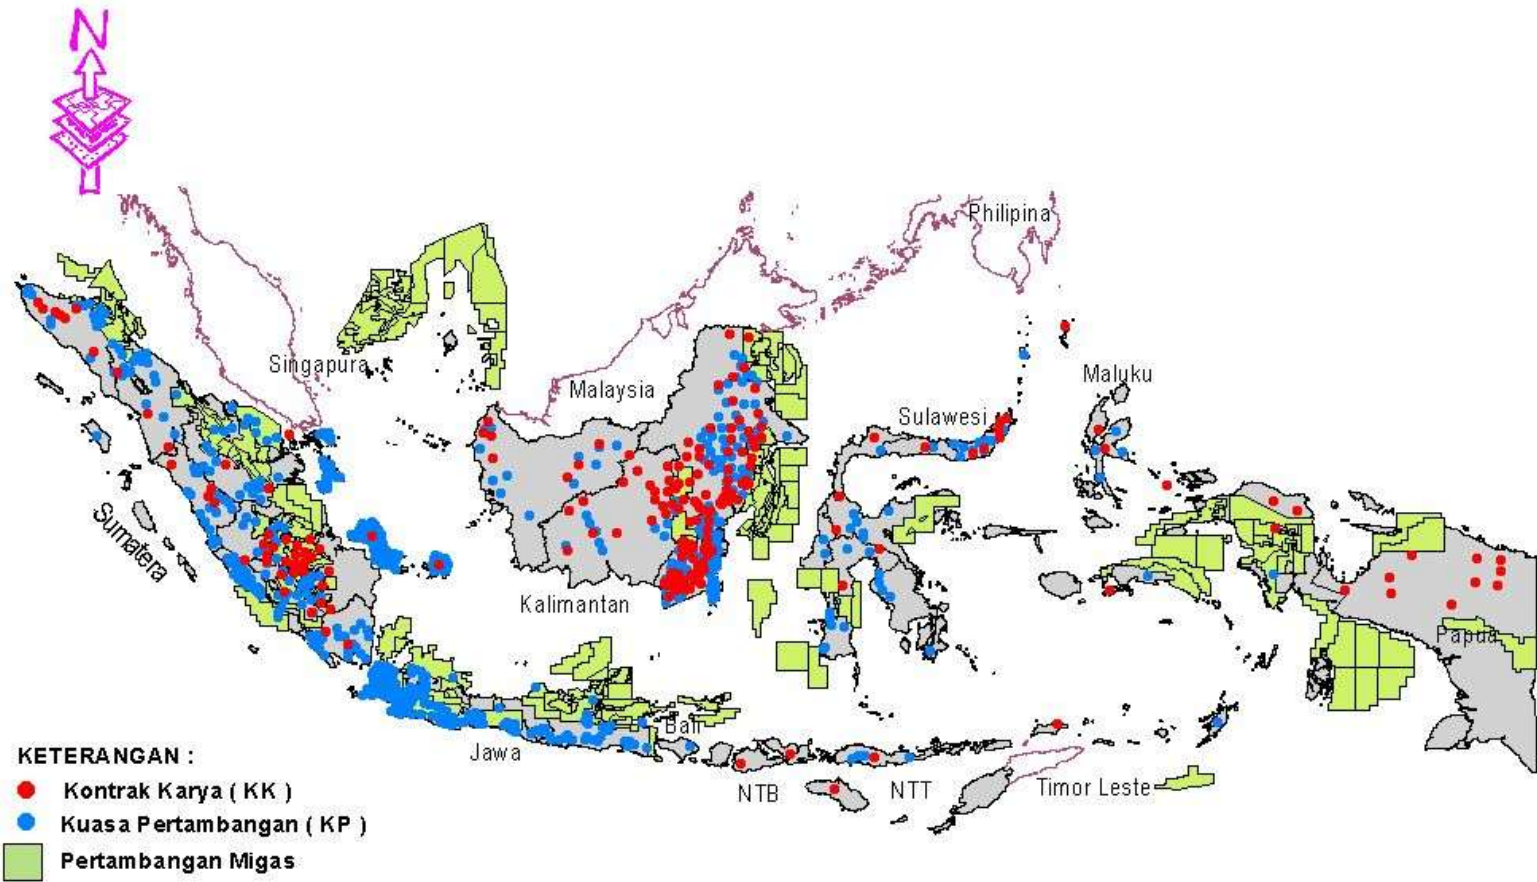 N
Philipina
Singapura
Malaysia
Maluku
Sulawesi
Sumatera
Kalimantan
Papua
Bali
Jawa
NTB
NTT
Timor Leste
KETERANGAN :
Kontrak Karya ( KK )
Kuasa Pertambangan ( KP )
Pertambangan Migas